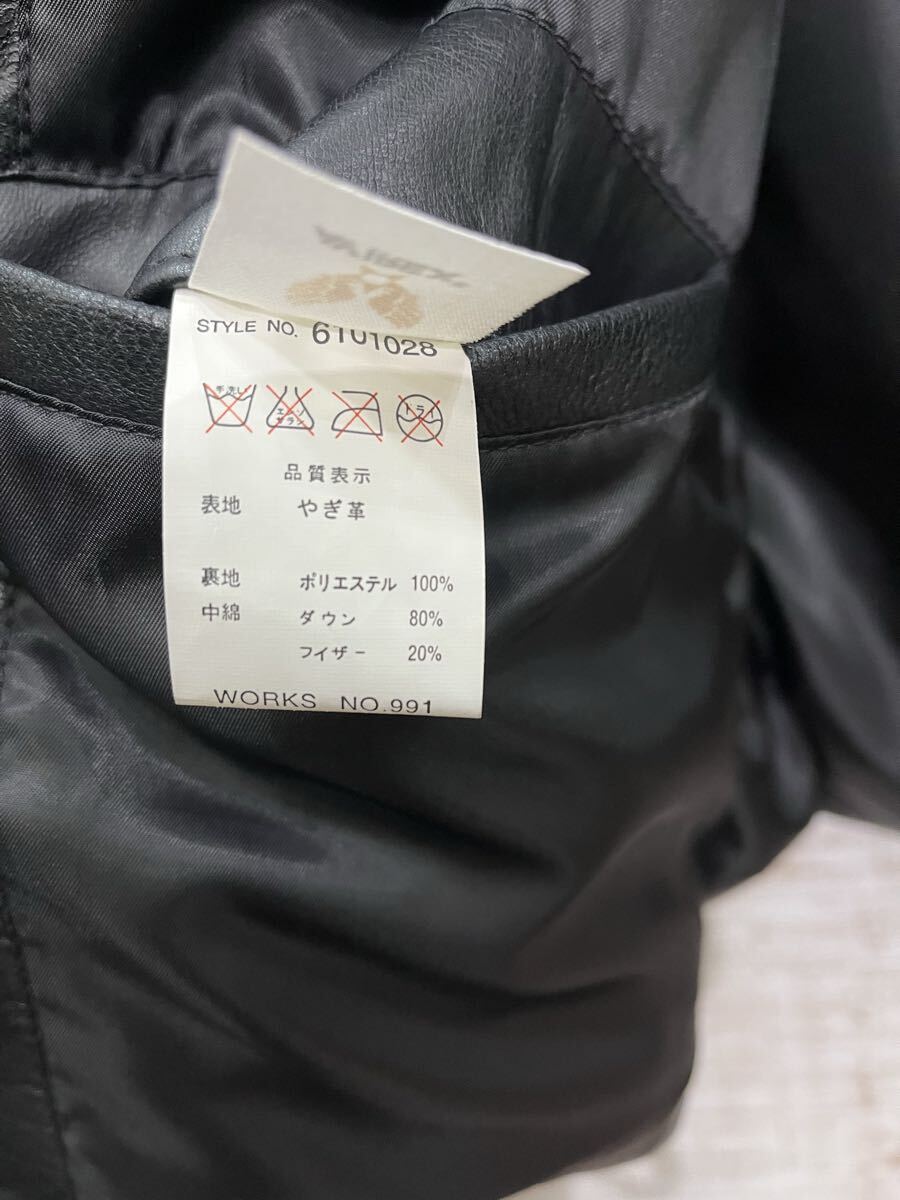 STYLE NO. 6101028
手洗い エンソサラシ ドライ
品質表示
表地 やぎ革
裏地 ポリエステル 100%
中綿 ダウン 80%
フイザー 20%
WORKS NO.991